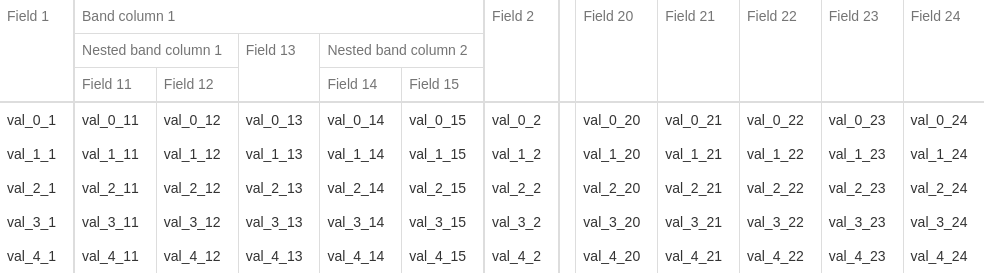 Field 1 Band column 1 Field 2 Field 20 Field 21 Field 22 Field 23 Field 24
Nested band column 1 Field 13 Nested band column 2
Field 11 Field 12 Field 14 Field 15
val_0_1 val_0_11 val_0_12 val_0_13 val_0_14 val_0_15 val_0_2 val_0_20 val_0_21 val_0_22 val_0_23 val_0_24
val_1_1 val_1_11 val_1_12 val_1_13 val_1_14 val_1_15 val_1_2 val_1_20 val_1_21 val_1_22 val_1_23 val_1_24
val_2_1 val_2_11 val_2_12 val_2_13 val_2_14 val_2_15 val_2_2 val_2_20 val_2_21 val_2_22 val_2_23 val_2_24
val_3_1 val_3_11 val_3_12 val_3_13 val_3_14 val_3_15 val_3_2 val_3_20 val_3_21 val_3_22 val_3_23 val_3_24
val_4_1 val_4_11 val_4_12 val_4_13 val_4_14 val_4_15 val_4_2 val_4_20 val_4_21 val_4_22 val_4_23 val_4_24